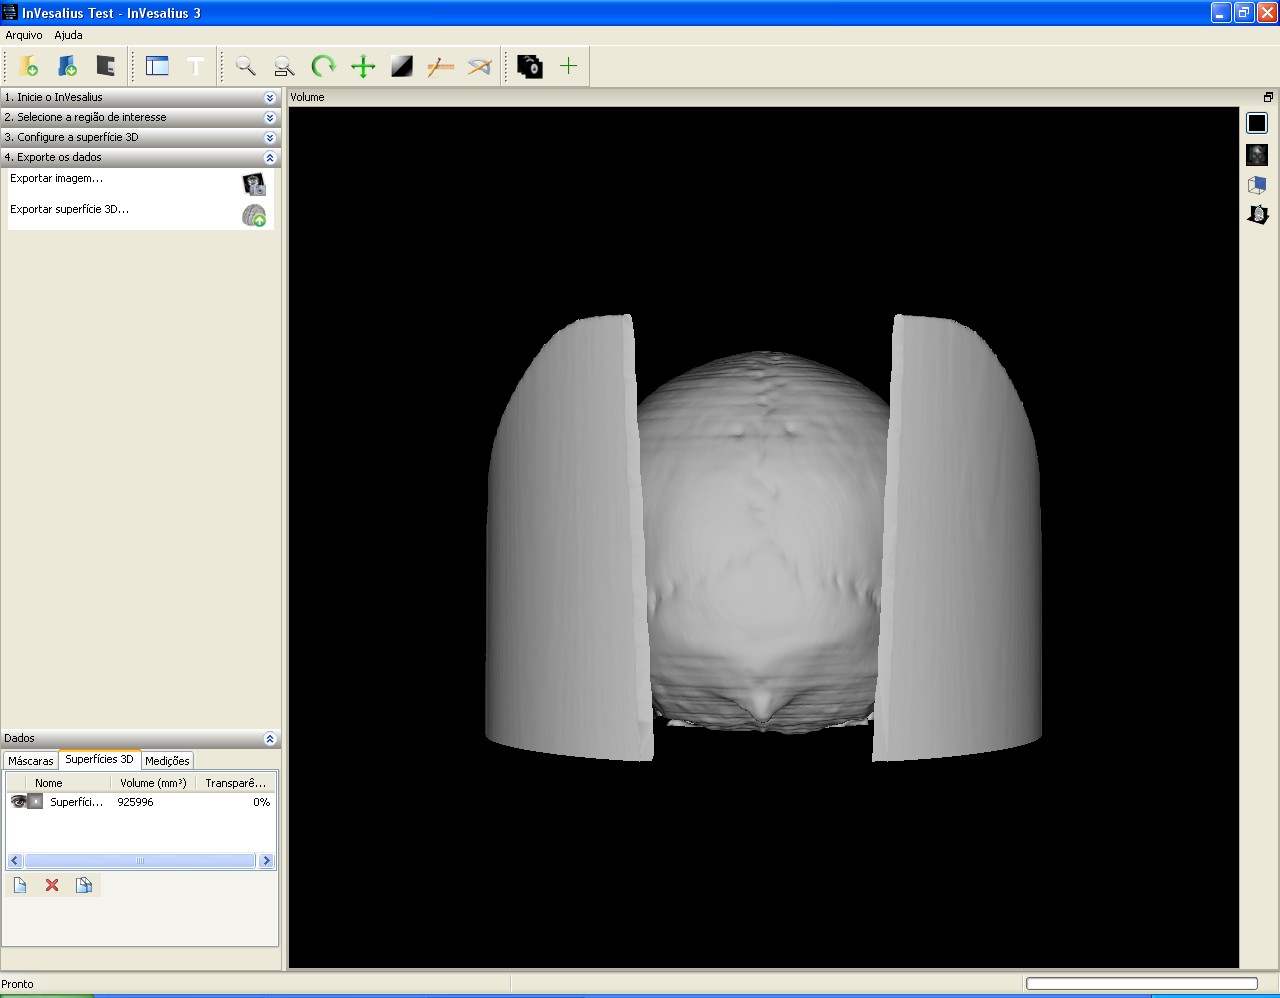 InVesalius Test - InVesalius 3
Arquivo Ajuda
T
1. Inicie o InVesalius
2. Selecione a região de interesse
3. Configure a superfície 3D
4. Exporte os dados
Exportar imagem...
Exportar superfície 3D...
Volume
Dados
Máscaras Superfícies 3D Medições
Nome Volume (mm³) Transparê...
Superfíci... 925996 0%
Pronto